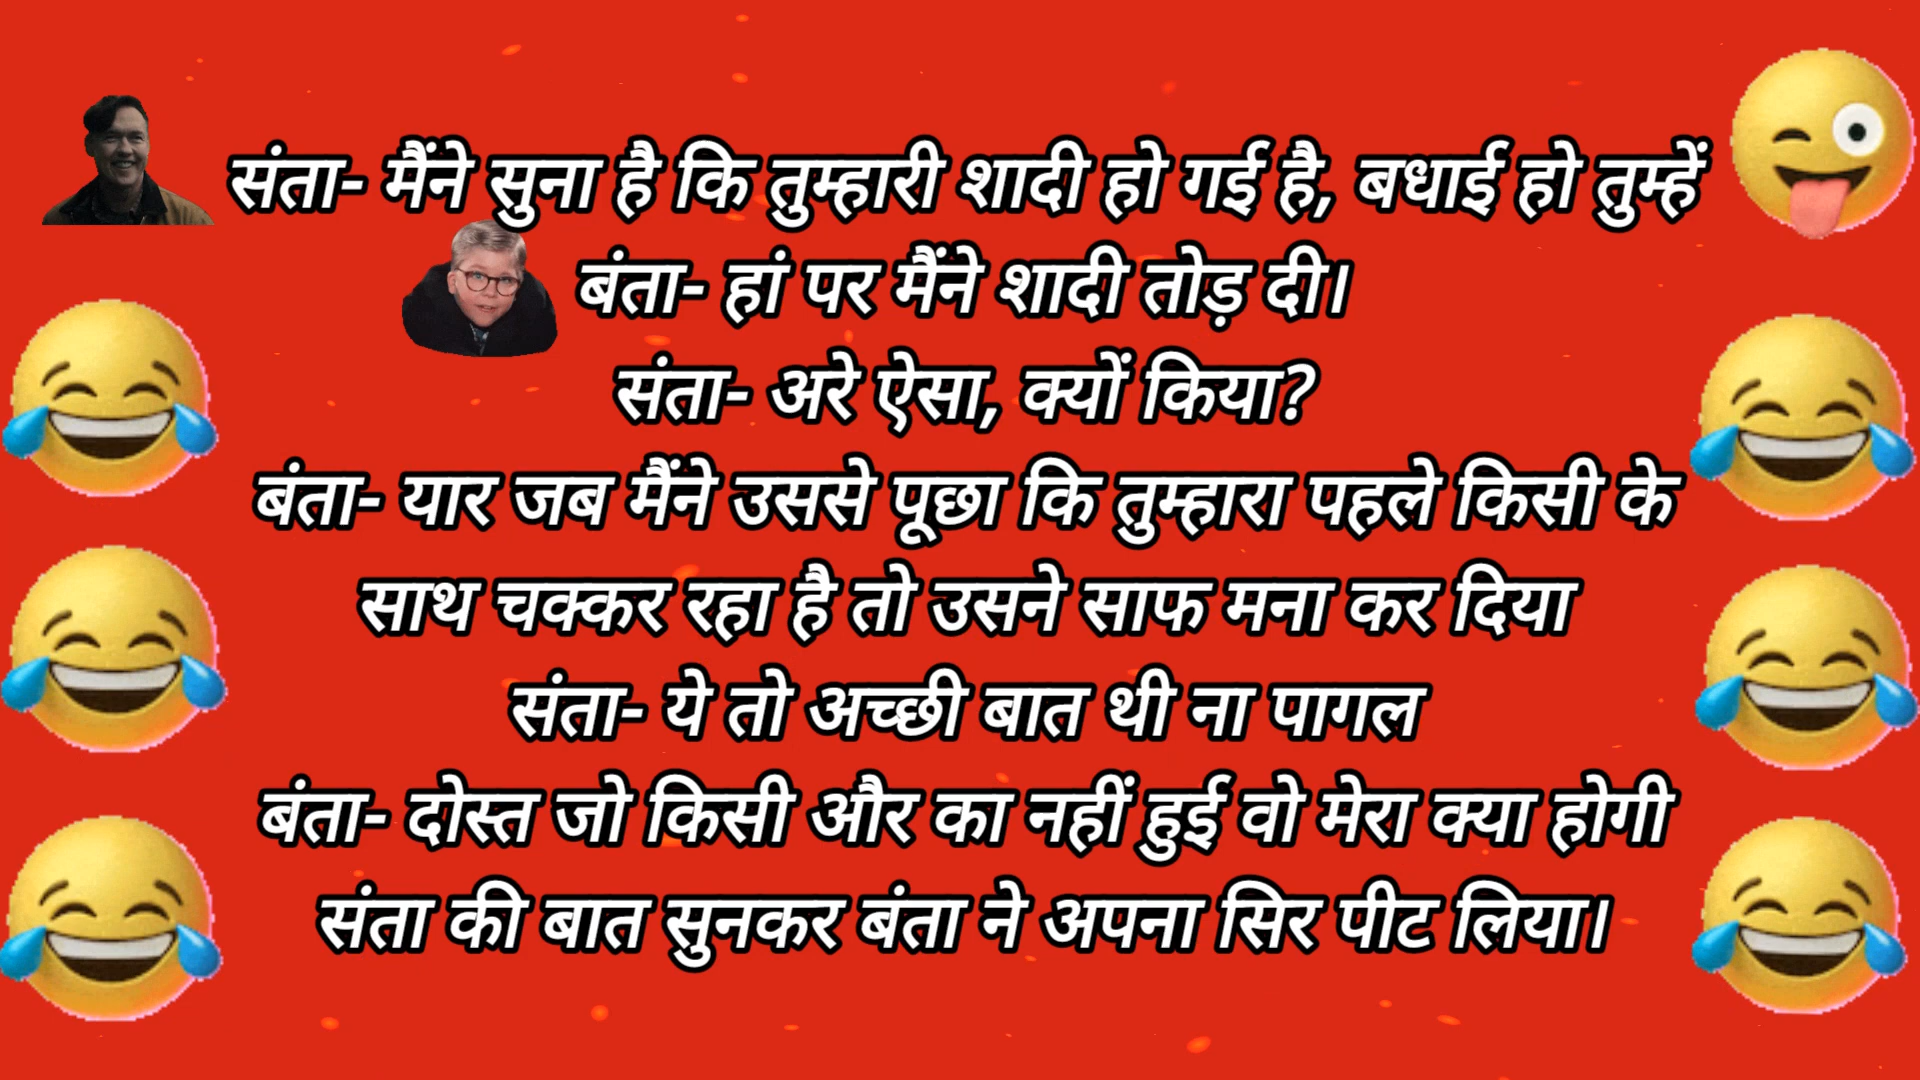 संता- मैंने सुना है कि तुम्हारी शादी हो गई है, बधाई हो तुम्हें
बंता- हां पर मैंने शादी तोड़ दी।
संता- अरे ऐसा, क्यों किया?
बंता- यार जब मैंने उससे पूछा कि तुम्हारा पहले किसी के
साथ चक्कर रहा है तो उसने साफ मना कर दिया
संता- ये तो अच्छी बात थी ना पागल
बंता- दोस्त जो किसी और का नहीं हुई वो मेरा क्या होगी
संता की बात सुनकर बंता ने अपना सिर पीट लिया।